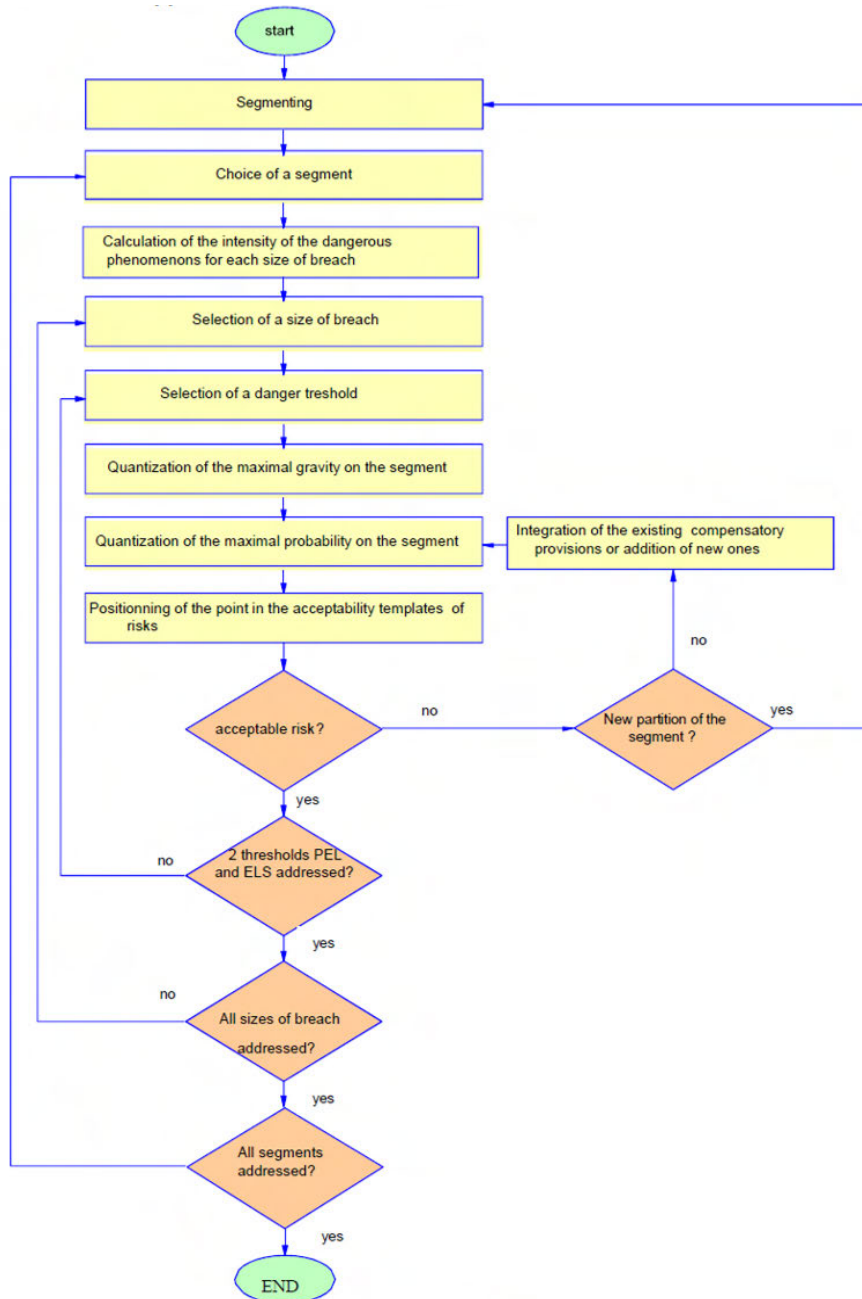 start
Segmenting
Choice of a segment
Calculation of the intensity of the dangerous
phenomenons for each size of breach
Selection of a size of breach
Selection of a danger treshold
Quantization of the maximal gravity on the segment
Quantization of the maximal probability on the segment
Integration of the existing compensatory
provisions or addition of new ones
Positionning of the point in the acceptability templates of
risks
no
acceptable risk?
no
New partition of the
segment ?
yes
yes
no
2 thresholds PEL
and ELS addressed?
yes
no
All sizes of breach
addressed?
yes
All segments
addressed?
yes
END